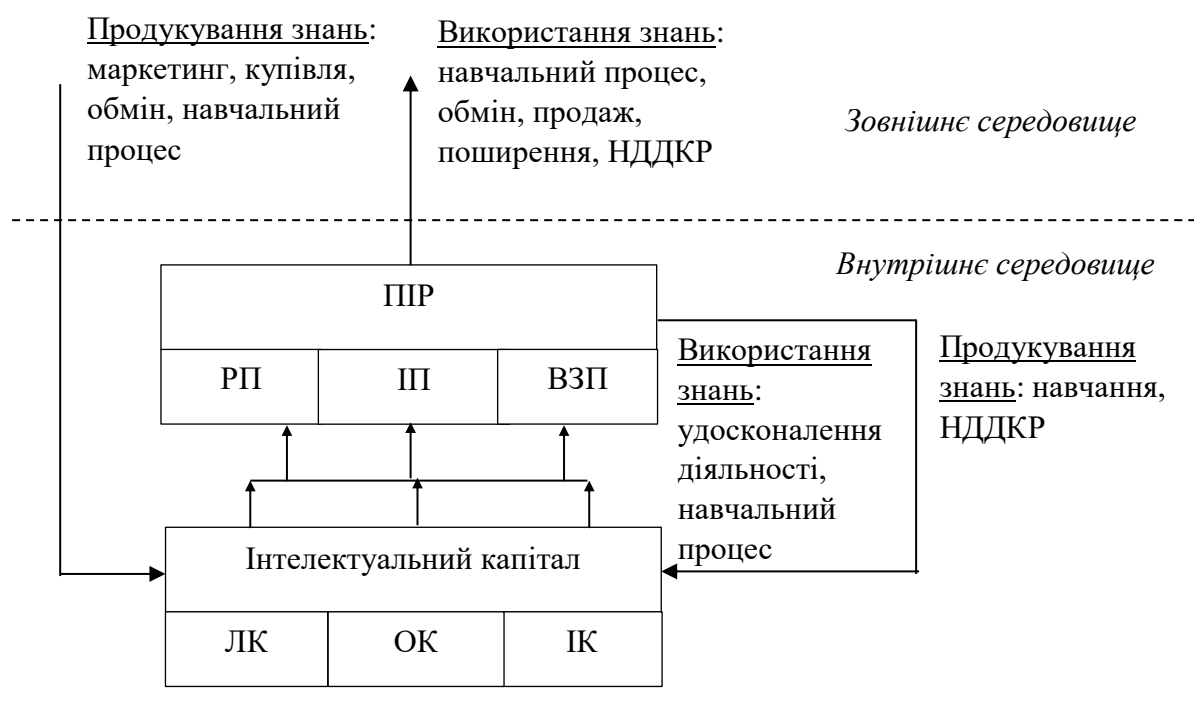 Продукування знань:
маркетинг, купівля,
обмін, навчальний
процес
Використання знань:
навчальний процес,
обмін, продаж,
поширення, НДДКР
Зовнішнє середовище
Внутрішнє середовище
ПІР
РП
ІП
ВЗП
Використання
знань:
удосконалення
діяльності,
навчальний
процес
Продукування
знань: навчання,
НДДКР
Інтелектуальний капітал
ЛК
ОК
ІК